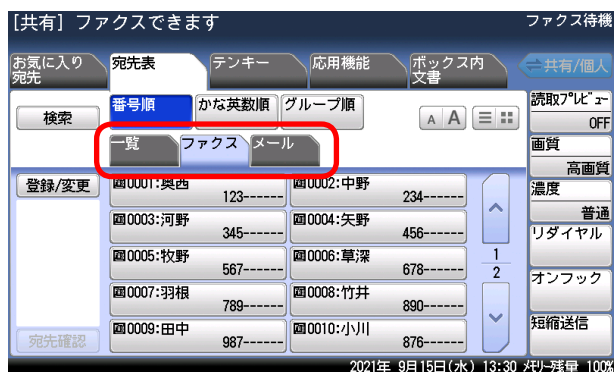 [共有] ファクスできます
ファクス待機
お気に入り
宛先
宛先表
テンキー
応用機能
ボックス内
文書
共有/個人
検索
番号順
かな英数順
グループ順
A
A
読取プレビュー
OFF
一覧
ファクス
メール
画質
高画質
登録/変更
0001:奥西
123------
0002:中野
234------
濃度
普通
0003:河野
345------
0004:矢野
456------
リダイヤル
0005:牧野
567------
0006:草深
678------
1
2
オンフック
0007:羽根
789------
0008:竹井
890------
短縮送信
0009:田中
987------
0010:小川
876------
宛先確認
2021年 9月15日(水) 13:30 メモリー残量 100%